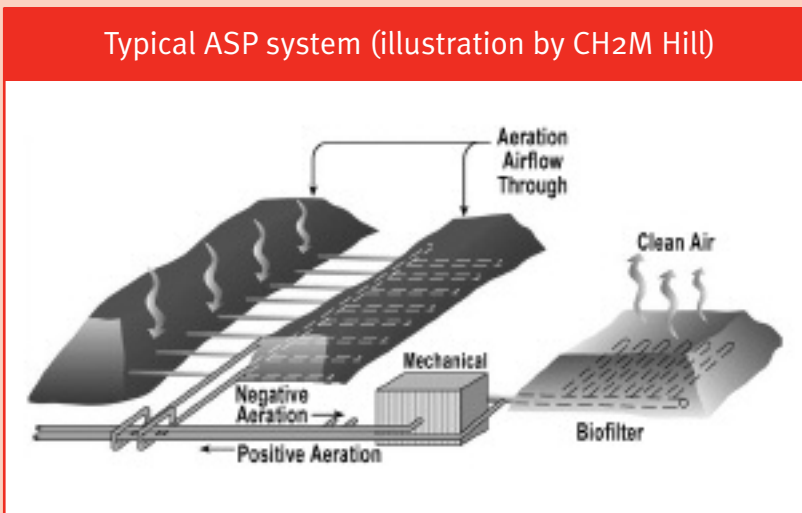 Typical ASP system (illustration by CH2M Hill)
Aeration
Airflow
Through
Clean Air
Mechanical
Negative
Aeration
Positive Aeration
Biofilter